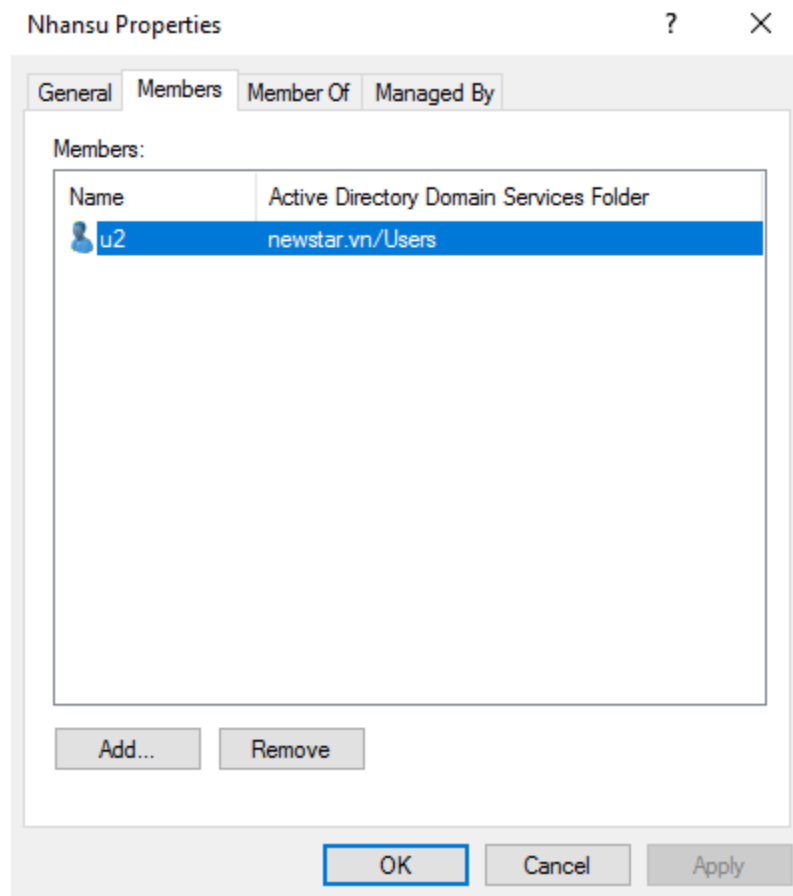 Nhansu Properties ? ×
General Members Member Of Managed By
Members:
Name Active Directory Domain Services Folder
u2 newstar.vn/Users
Add... Remove
OK Cancel Apply